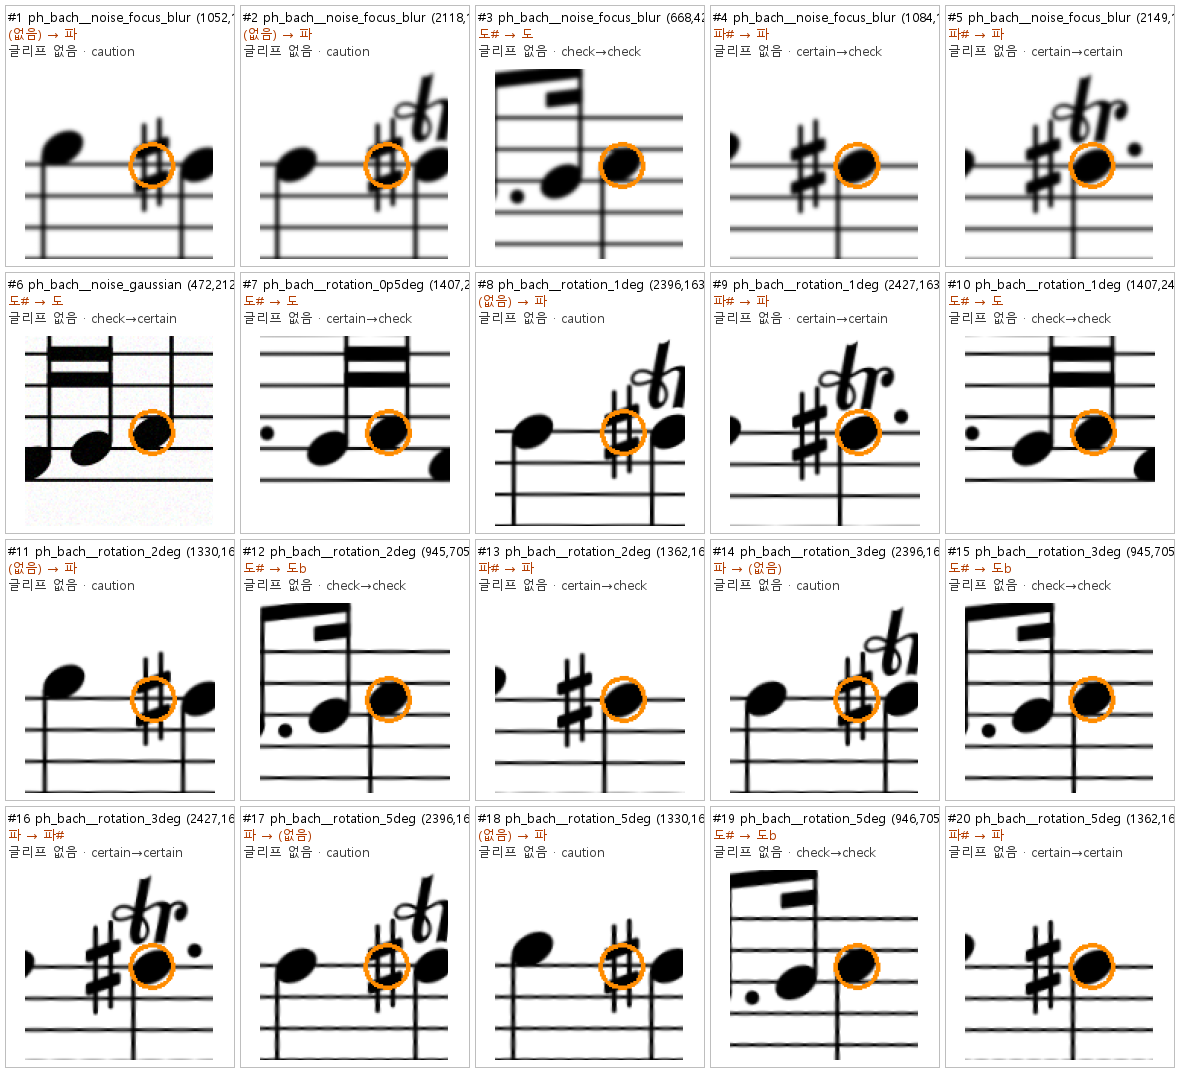 #1 ph_bach__noise_focus_blur (1052,1
(없음) → 파
글리프 없음 · caution
#2 ph_bach__noise_focus_blur (2118,1
(없음) → 파
글리프 없음 · caution
#3 ph_bach__noise_focus_blur (668,42
도# → 도
글리프 없음 · check→check
#4 ph_bach__noise_focus_blur (1084,1
파# → 파
글리프 없음 · certain→check
#5 ph_bach__noise_focus_blur (2149,1
파# → 파
글리프 없음 · certain→certain
#6 ph_bach__noise_gaussian (472,212
도# → 도
글리프 없음 · check→certain
#7 ph_bach__rotation_0p5deg (1407,2
도# → 도
글리프 없음 · certain→check
#8 ph_bach__rotation_1deg (2396,163
(없음) → 파
글리프 없음 · caution
#9 ph_bach__rotation_1deg (2427,163
파# → 파
글리프 없음 · certain→certain
#10 ph_bach__rotation_1deg (1407,24
도# → 도
글리프 없음 · check→check
#11 ph_bach__rotation_2deg (1330,16
(없음) → 파
글리프 없음 · caution
#12 ph_bach__rotation_2deg (945,705
도# → 도b
글리프 없음 · check→check
#13 ph_bach__rotation_2deg (1362,16
파# → 파
글리프 없음 · certain→check
#14 ph_bach__rotation_3deg (2396,16
파 → (없음)
글리프 없음 · caution
#15 ph_bach__rotation_3deg (945,705
도# → 도b
글리프 없음 · check→check
#16 ph_bach__rotation_3deg (2427,16
파 → 파#
글리프 없음 · certain→certain
#17 ph_bach__rotation_5deg (2396,16
파 → (없음)
글리프 없음 · caution
#18 ph_bach__rotation_5deg (1330,16
(없음) → 파
글리프 없음 · caution
#19 ph_bach__rotation_5deg (946,705
도# → 도b
글리프 없음 · check→check
#20 ph_bach__rotation_5deg (1362,16
파# → 파
글리프 없음 · certain→certain